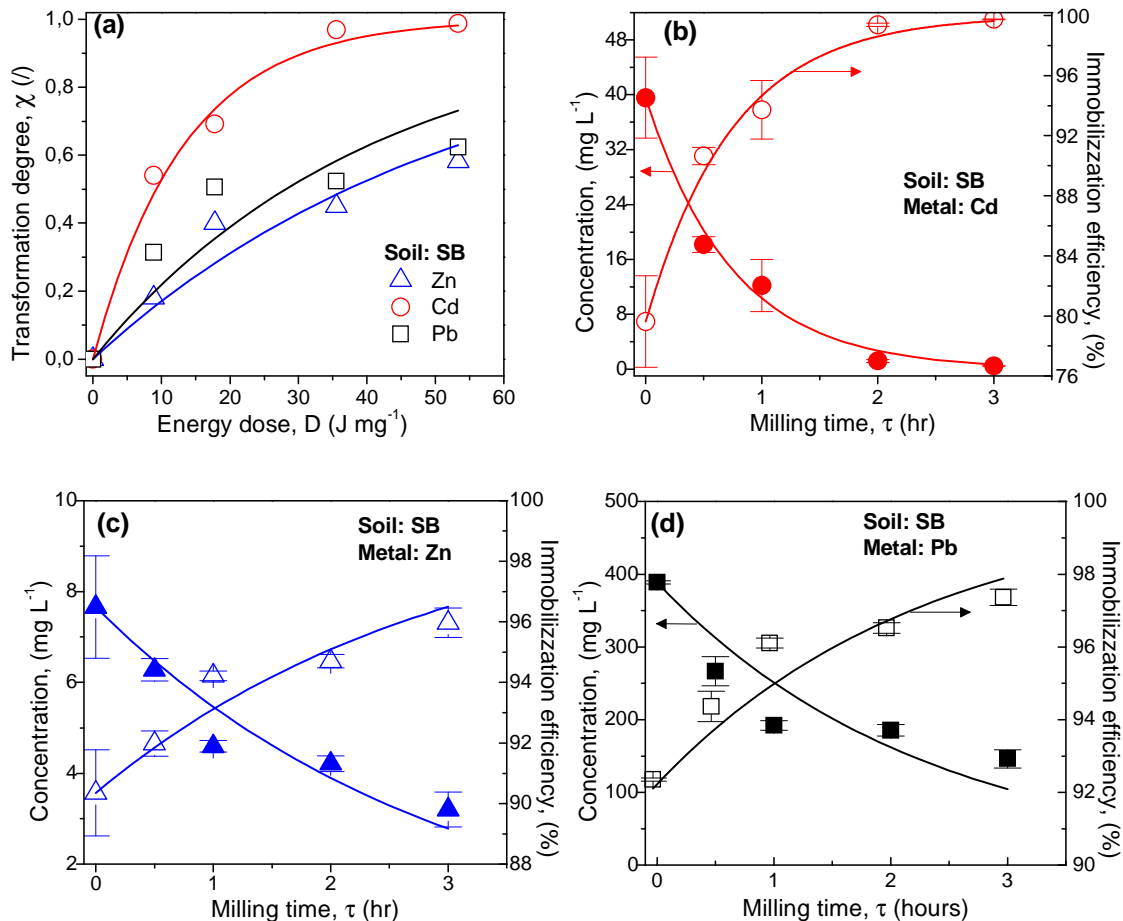 (a)
1,0
0,8
0,6
0,4
0,2
0,0
Transformation degree, χ (/)
Soil: SB
Zn
Cd
Pb
0 10 20 30 40 50 60
Energy dose, D (J mg⁻¹)
(b)
48
40
32
24
16
8
0
Concentration, (mg L⁻¹)
Soil: SB
Metal: Cd
100
96
92
88
84
80
76
Immobilizzation efficiency, (%)
0 1 2 3
Milling time, τ (hr)
(c)
10
8
6
4
2
Concentration, (mg L⁻¹)
Soil: SB
Metal: Zn
100
98
96
94
92
90
88
Immobilizzation efficiency, (%)
0 1 2 3
Milling time, τ (hr)
(d)
500
400
300
200
100
0
Concentration, (mg L⁻¹)
Soil: SB
Metal: Pb
100
98
96
94
92
90
Immobilizzation efficiency, (%)
0 1 2 3
Milling time, τ (hours)